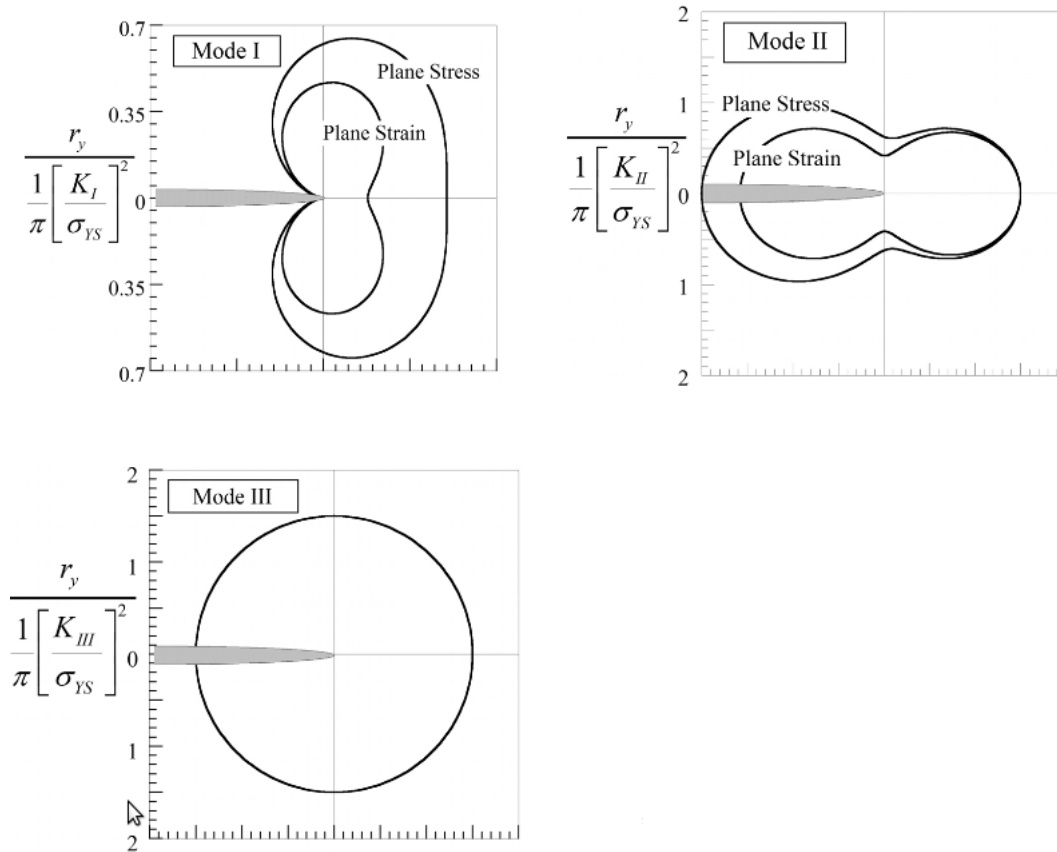 Mode I
0.7
0.35
0
0.35
0.7
Plane Stress
Plane Strain
r_y
1/π [K_I/σ_YS]^2
Mode II
2
1
0
1
2
Plane Stress
Plane Strain
r_y
1/π [K_II/σ_YS]^2
Mode III
2
1
0
1
2
r_y
1/π [K_III/σ_YS]^2